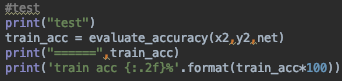 #test
print("test")
train_acc = evaluate_accuracy(x2,y2,net)
print("======",train_acc)
print('train acc {:.2f}%'.format(train_acc*100))